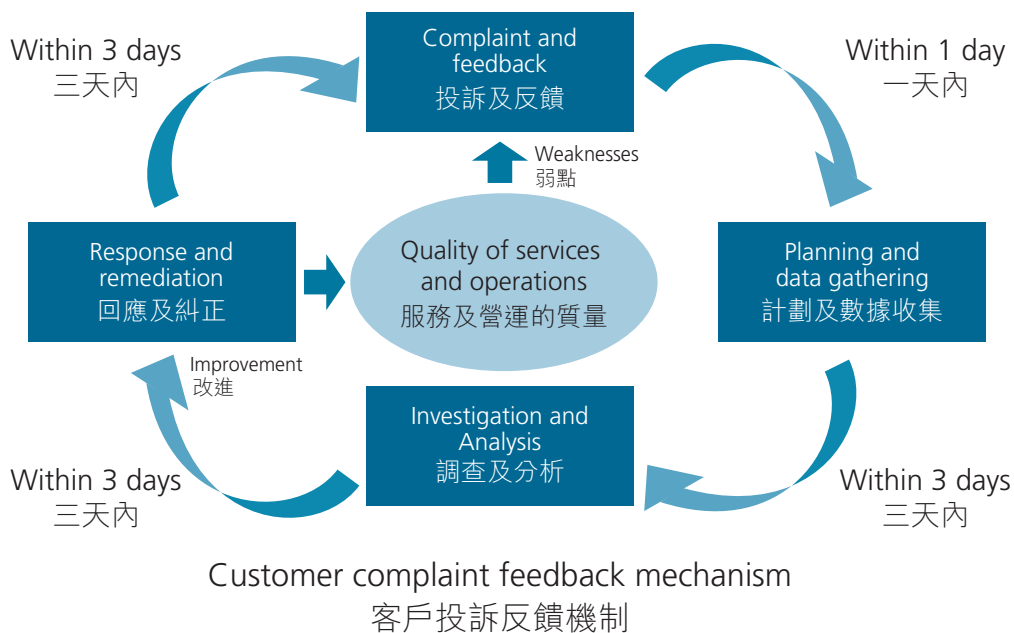 Within 3 days
三天內
Complaint and
feedback
投訴及反饋
Within 1 day
一天內
Weaknesses
弱點
Response and
remediation
回應及糾正
Quality of services
and operations
服務及營運的質量
Planning and
data gathering
計劃及數據收集
Improvement
改進
Investigation and
Analysis
調查及分析
Within 3 days
三天內
Within 3 days
三天內
Customer complaint feedback mechanism
客戶投訴反饋機制